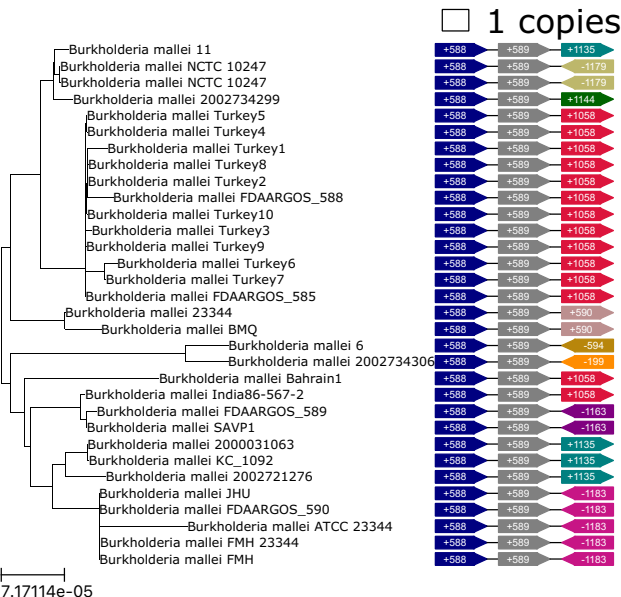 1 copies
Burkholderia mallei 11 +588 +589 +1135
Burkholderia mallei NCTC 10247 +588 +589 -1179
Burkholderia mallei NCTC 10247 +588 +589 -1179
Burkholderia mallei 2002734299 +588 +589 +1144
Burkholderia mallei Turkey5 +588 +589 +1058
Burkholderia mallei Turkey4 +588 +589 +1058
Burkholderia mallei Turkey1 +588 +589 +1058
Burkholderia mallei Turkey8 +588 +589 +1058
Burkholderia mallei Turkey2 +588 +589 +1058
Burkholderia mallei FDAARGOS_588 +588 +589 +1058
Burkholderia mallei Turkey10 +588 +589 +1058
Burkholderia mallei Turkey3 +588 +589 +1058
Burkholderia mallei Turkey9 +588 +589 +1058
Burkholderia mallei Turkey6 +588 +589 +1058
Burkholderia mallei Turkey7 +588 +589 +1058
Burkholderia mallei FDAARGOS_585 +588 +589 +1058
Burkholderia mallei 23344 +588 +589 +590
Burkholderia mallei BMQ +588 +589 +590
Burkholderia mallei 6 +588 +589 -594
Burkholderia mallei 2002734306 +588 +589 -199
Burkholderia mallei Bahrain1 +588 +589 +1058
Burkholderia mallei India86-567-2 +588 +589 +1058
Burkholderia mallei FDAARGOS_589 +588 +589 -1163
Burkholderia mallei SAVP1 +588 +589 -1163
Burkholderia mallei 2000031063 +588 +589 +1135
Burkholderia mallei KC_1092 +588 +589 +1135
Burkholderia mallei 2002721276 +588 +589 +1135
Burkholderia mallei JHU +588 +589 -1183
Burkholderia mallei FDAARGOS_590 +588 +589 -1183
Burkholderia mallei ATCC 23344 +588 +589 -1183
Burkholderia mallei FMH 23344 +588 +589 -1183
Burkholderia mallei FMH +588 +589 -1183
7.17114e-05